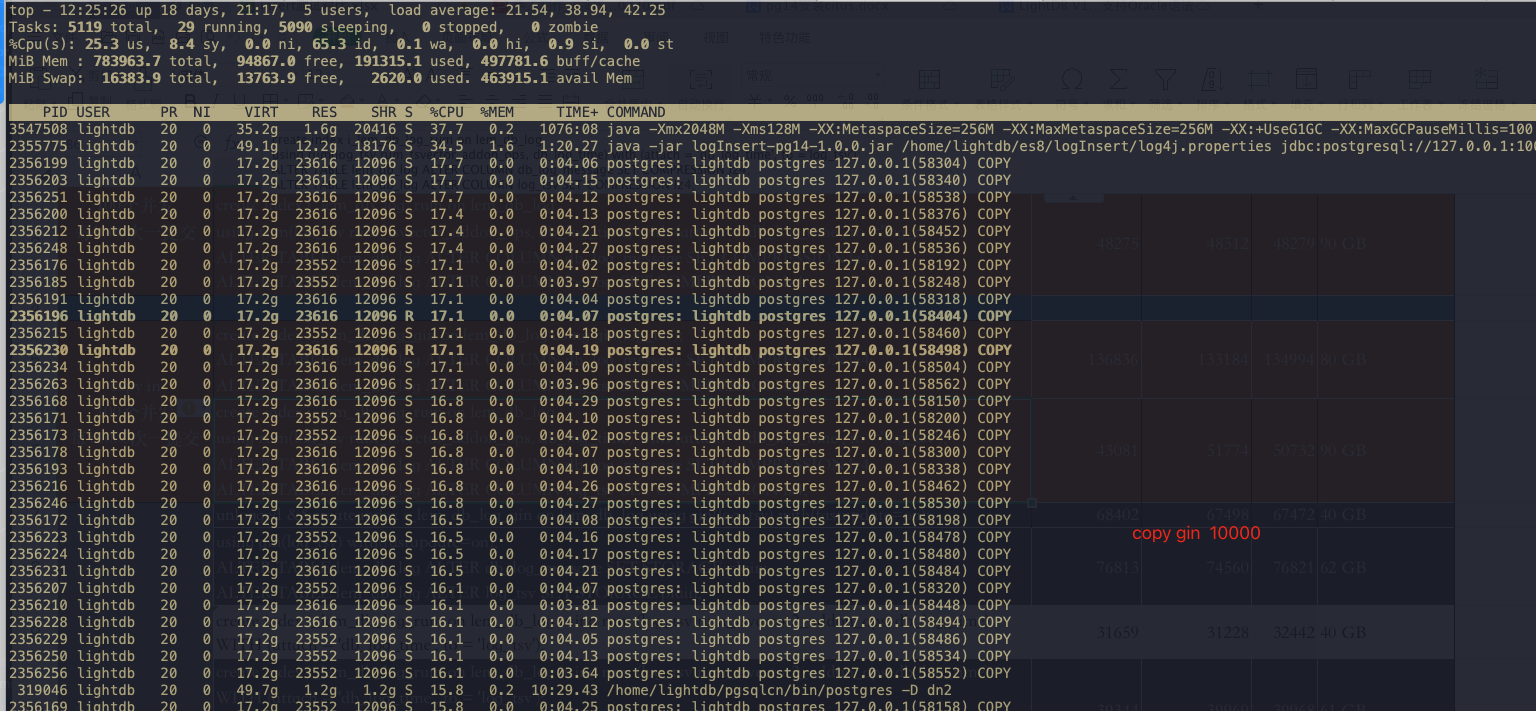 top - 12:25:26 up 18 days, 21:17, 5 users, load average: 21.54, 38.94, 42.25
Tasks: 5119 total, 29 running, 5090 sleeping, 0 stopped, 0 zombie
%Cpu(s): 25.3 us, 8.4 sy, 0.0 ni, 65.3 id, 0.1 wa, 0.0 hi, 0.9 si, 0.0 st
MiB Mem : 783963.7 total, 94867.0 free, 191315.1 used, 497781.6 buff/cache
MiB Swap: 16383.9 total, 13763.9 free, 2620.0 used. 463915.1 avail Mem
PID USER PR NI VIRT RES SHR S %CPU %MEM TIME+ COMMAND
3547508 lightdb 20 0 35.2g 1.6g 20416 S 37.7 0.2 1076:08 java -Xmx2048M -Xms128M -XX:MetaspaceSize=256M -XX:MaxMetaspaceSize=256M -XX:+UseG1GC -XX:MaxGCPauseMillis=100
2355775 lightdb 20 0 49.1g 12.2g 18176 S 34.5 1.6 1:20.27 java -jar logInsert-pg14-1.0.0.jar /home/lightdb/es8/logInsert/log4j.properties jdbc:postgresql://127.0.0.1:100
2356199 lightdb 20 0 17.2g 23616 12096 S 17.7 0.0 0:04.06 postgres: lightdb postgres 127.0.0.1(58304) COPY
2356203 lightdb 20 0 17.2g 23616 12096 S 17.7 0.0 0:04.15 postgres: lightdb postgres 127.0.0.1(58340) COPY
2356251 lightdb 20 0 17.2g 23616 12096 S 17.7 0.0 0:04.12 postgres: lightdb postgres 127.0.0.1(58538) COPY
2356200 lightdb 20 0 17.2g 23616 12096 S 17.4 0.0 0:04.13 postgres: lightdb postgres 127.0.0.1(58376) COPY
2356212 lightdb 20 0 17.2g 23616 12096 S 17.4 0.0 0:04.21 postgres: lightdb postgres 127.0.0.1(58452) COPY
2356248 lightdb 20 0 17.2g 23616 12096 S 17.4 0.0 0:04.27 postgres: lightdb postgres 127.0.0.1(58536) COPY
2356176 lightdb 20 0 17.2g 23552 12096 S 17.1 0.0 0:04.02 postgres: lightdb postgres 127.0.0.1(58192) COPY
2356185 lightdb 20 0 17.2g 23552 12096 S 17.1 0.0 0:03.97 postgres: lightdb postgres 127.0.0.1(58248) COPY
2356191 lightdb 20 0 17.2g 23616 12096 S 17.1 0.0 0:04.04 postgres: lightdb postgres 127.0.0.1(58318) COPY
2356196 lightdb 20 0 17.2g 23616 12096 R 17.1 0.0 0:04.07 postgres: lightdb postgres 127.0.0.1(58404) COPY
2356215 lightdb 20 0 17.2g 23552 12096 S 17.1 0.0 0:04.18 postgres: lightdb postgres 127.0.0.1(58460) COPY
2356230 lightdb 20 0 17.2g 23616 12096 R 17.1 0.0 0:04.19 postgres: lightdb postgres 127.0.0.1(58498) COPY
2356234 lightdb 20 0 17.2g 23616 12096 S 17.1 0.0 0:04.09 postgres: lightdb postgres 127.0.0.1(58504) COPY
2356263 lightdb 20 0 17.2g 23616 12096 S 17.1 0.0 0:03.96 postgres: lightdb postgres 127.0.0.1(58562) COPY
2356168 lightdb 20 0 17.2g 23616 12096 S 16.8 0.0 0:04.29 postgres: lightdb postgres 127.0.0.1(58150) COPY
2356171 lightdb 20 0 17.2g 23552 12096 S 16.8 0.0 0:04.10 postgres: lightdb postgres 127.0.0.1(58200) COPY
2356173 lightdb 20 0 17.2g 23552 12096 S 16.8 0.0 0:04.02 postgres: lightdb postgres 127.0.0.1(58246) COPY
2356178 lightdb 20 0 17.2g 23552 12096 S 16.8 0.0 0:04.07 postgres: lightdb postgres 127.0.0.1(58300) COPY
2356193 lightdb 20 0 17.2g 23616 12096 S 16.8 0.0 0:04.10 postgres: lightdb postgres 127.0.0.1(58338) COPY
2356216 lightdb 20 0 17.2g 23616 12096 S 16.8 0.0 0:04.26 postgres: lightdb postgres 127.0.0.1(58462) COPY
2356246 lightdb 20 0 17.2g 23552 12096 S 16.8 0.0 0:04.27 postgres: lightdb postgres 127.0.0.1(58530) COPY
2356172 lightdb 20 0 17.2g 23552 12096 S 16.5 0.0 0:04.08 postgres: lightdb postgres 127.0.0.1(58198) COPY
2356223 lightdb 20 0 17.2g 23552 12096 S 16.5 0.0 0:04.16 postgres: lightdb postgres 127.0.0.1(58478) COPY
copy gin 10000
2356224 lightdb 20 0 17.2g 23552 12096 S 16.5 0.0 0:04.17 postgres: lightdb postgres 127.0.0.1(58480) COPY
2356231 lightdb 20 0 17.2g 23616 12096 S 16.5 0.0 0:04.21 postgres: lightdb postgres 127.0.0.1(58484) COPY
2356207 lightdb 20 0 17.2g 23552 12096 S 16.1 0.0 0:04.07 postgres: lightdb postgres 127.0.0.1(58320) COPY
2356210 lightdb 20 0 17.2g 23616 12096 S 16.1 0.0 0:03.81 postgres: lightdb postgres 127.0.0.1(58448) COPY
2356228 lightdb 20 0 17.2g 23616 12096 S 16.1 0.0 0:04.12 postgres: lightdb postgres 127.0.0.1(58494) COPY
2356229 lightdb 20 0 17.2g 23552 12096 S 16.1 0.0 0:04.05 postgres: lightdb postgres 127.0.0.1(58486) COPY
2356250 lightdb 20 0 17.2g 23552 12096 S 16.1 0.0 0:04.13 postgres: lightdb postgres 127.0.0.1(58534) COPY
2356256 lightdb 20 0 17.2g 23552 12096 S 16.1 0.0 0:03.64 postgres: lightdb postgres 127.0.0.1(58552) COPY
319046 lightdb 20 0 49.7g 1.2g 1.2g S 15.8 0.2 10:29.43 /home/lightdb/pgsqlcn/bin/postgres -D dn2
2356169 lightdb 20 0 17.2g 23552 12096 S 15.8 0.0 0:04.25 postgres: lightdb postgres 127.0.0.1(58158) COPY
48275 48512 48279 90 GB
136856 133184 134994 80 GB
43081 51774 50732 90 GB
68402 67498 67472 40 GB
76813 74560 76821 62 GB
31659 31228 32442 40 GB